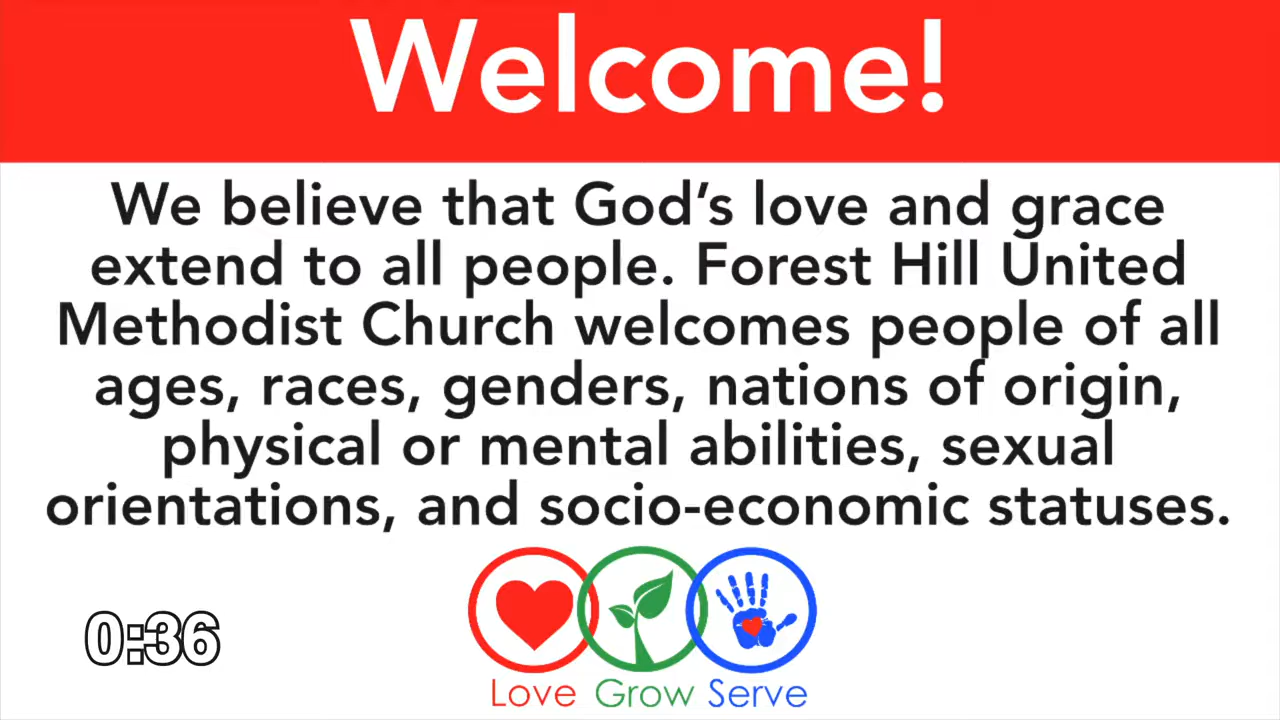 Welcome!
We believe that God’s love and grace
extend to all people. Forest Hill United
Methodist Church welcomes people of all
ages, races, genders, nations of origin,
physical or mental abilities, sexual
orientations, and socio-economic statuses.
0:36
Love Grow Serve